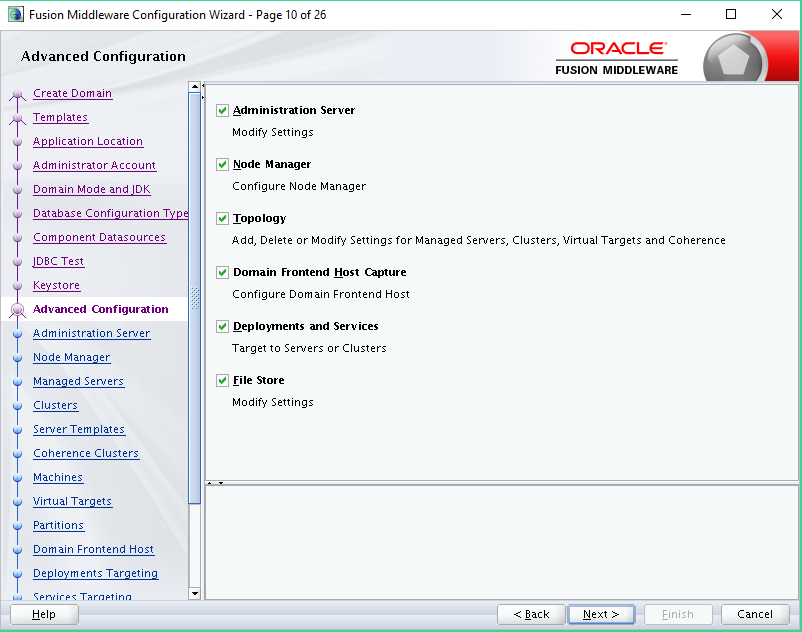 Fusion Middleware Configuration Wizard - Page 10 of 26
Advanced Configuration
ORACLE
FUSION MIDDLEWARE
Create Domain
Templates
Application Location
Administrator Account
Domain Mode and JDK
Database Configuration Type
Component Datasources
JDBC Test
Keystore
Advanced Configuration
Administration Server
Node Manager
Managed Servers
Clusters
Server Templates
Coherence Clusters
Machines
Virtual Targets
Partitions
Domain Frontend Host
Deployments Targeting
Services Targeting
Administration Server
Modify Settings
Node Manager
Configure Node Manager
Topology
Add, Delete or Modify Settings for Managed Servers, Clusters, Virtual Targets and Coherence
Domain Frontend Host Capture
Configure Domain Frontend Host
Deployments and Services
Target to Servers or Clusters
File Store
Modify Settings
Help
< Back
Next >
Finish
Cancel